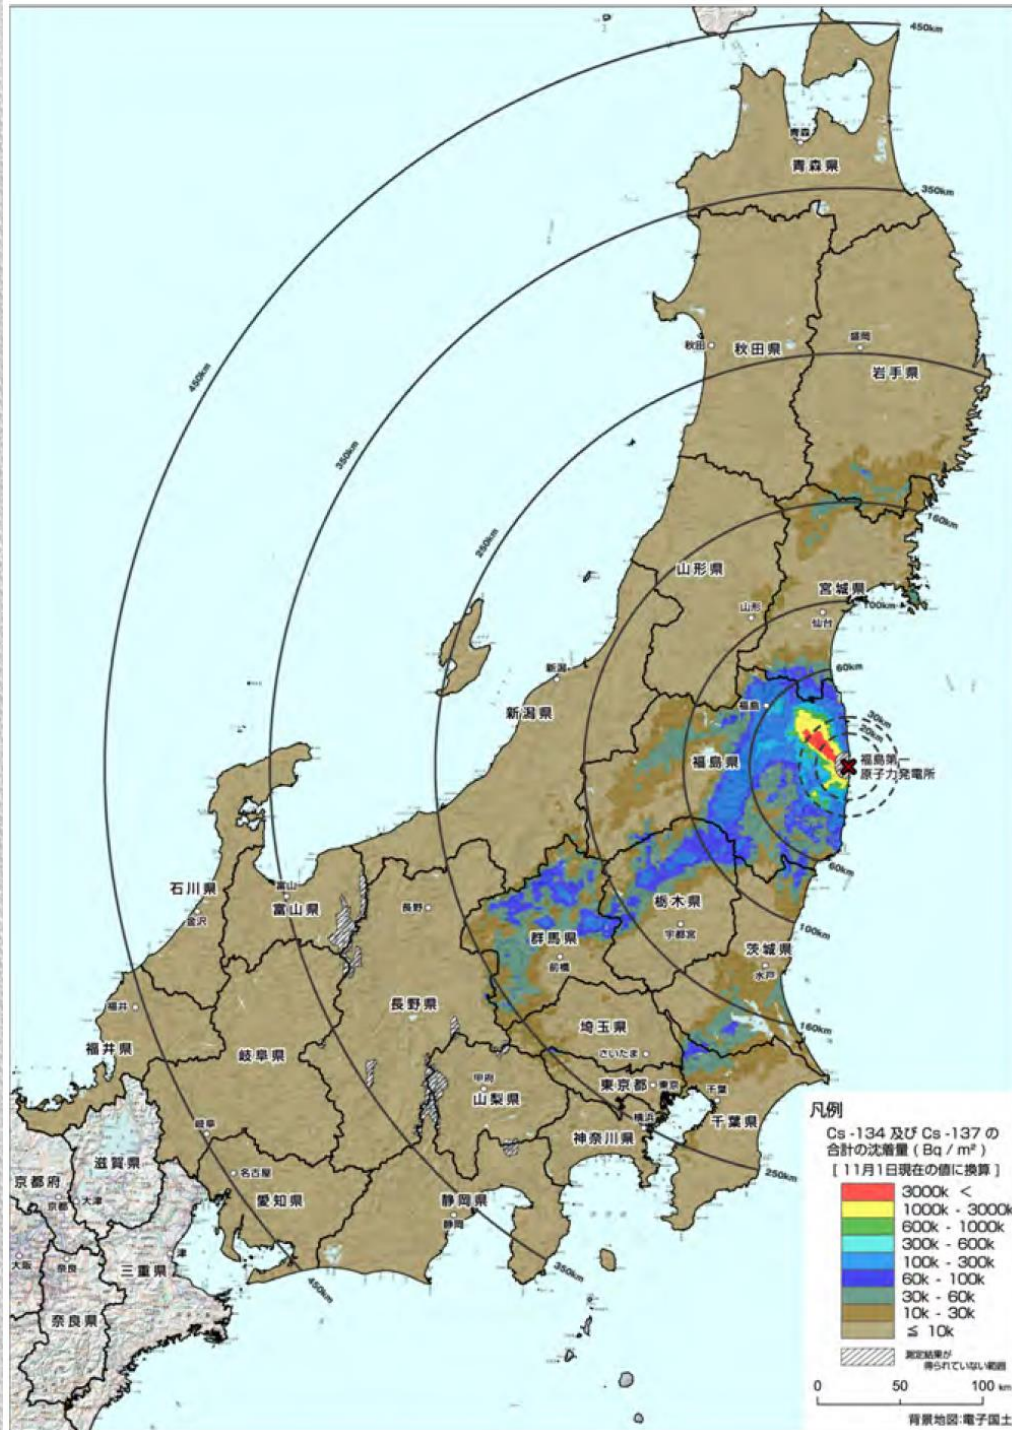 450km
青森
青森県
350km
秋田
秋田県
盛岡
岩手県
450km
350km
250km
160km
山形県
宮城県
山形
100km
仙台
新潟
60km
新潟県
福島
30km
20km
福島県
福島第一
原子力発電所
60km
石川県
富山
富山県
金沢
長野
栃木県
宇都宮
100km
群馬県
前橋
茨城県
水戸
福井
長野県
埼玉県
160km
福井県
岐阜県
さいたま
甲府
山梨県
東京都
東京
千葉
千葉県
横浜
神奈川県
岐阜
滋賀県
名古屋
250km
京都府
京都
大津
愛知県
静岡県
静岡
津
大阪
奈良
三重県
350km
450km
奈良県
凡例
Cs -134 及び Cs -137 の
合計の沈着量 ( Bq / m² )
[ 11月1日現在の値に換算 ]
3000k <
1000k - 3000k
600k - 1000k
300k - 600k
100k - 300k
60k - 100k
30k - 60k
10k - 30k
≦ 10k
測定結果が
得られていない範囲
0 50 100 km
背景地図:電子国土